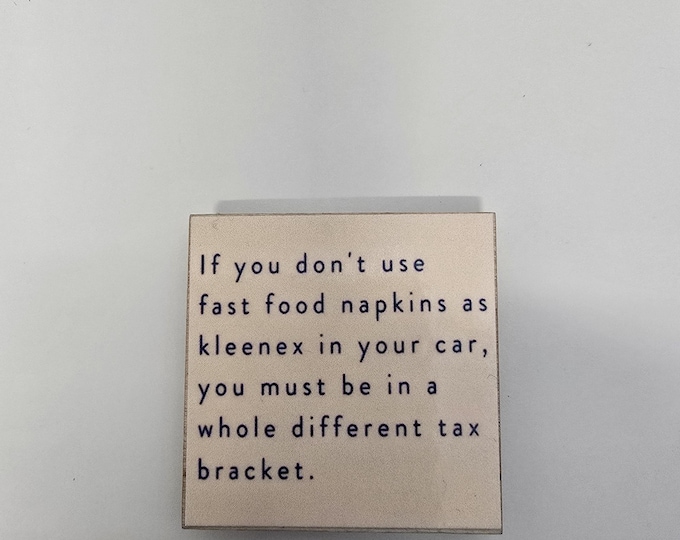 If you don't use
fast food napkins as
kleenex in your car,
you must be in a
whole different tax
bracket.